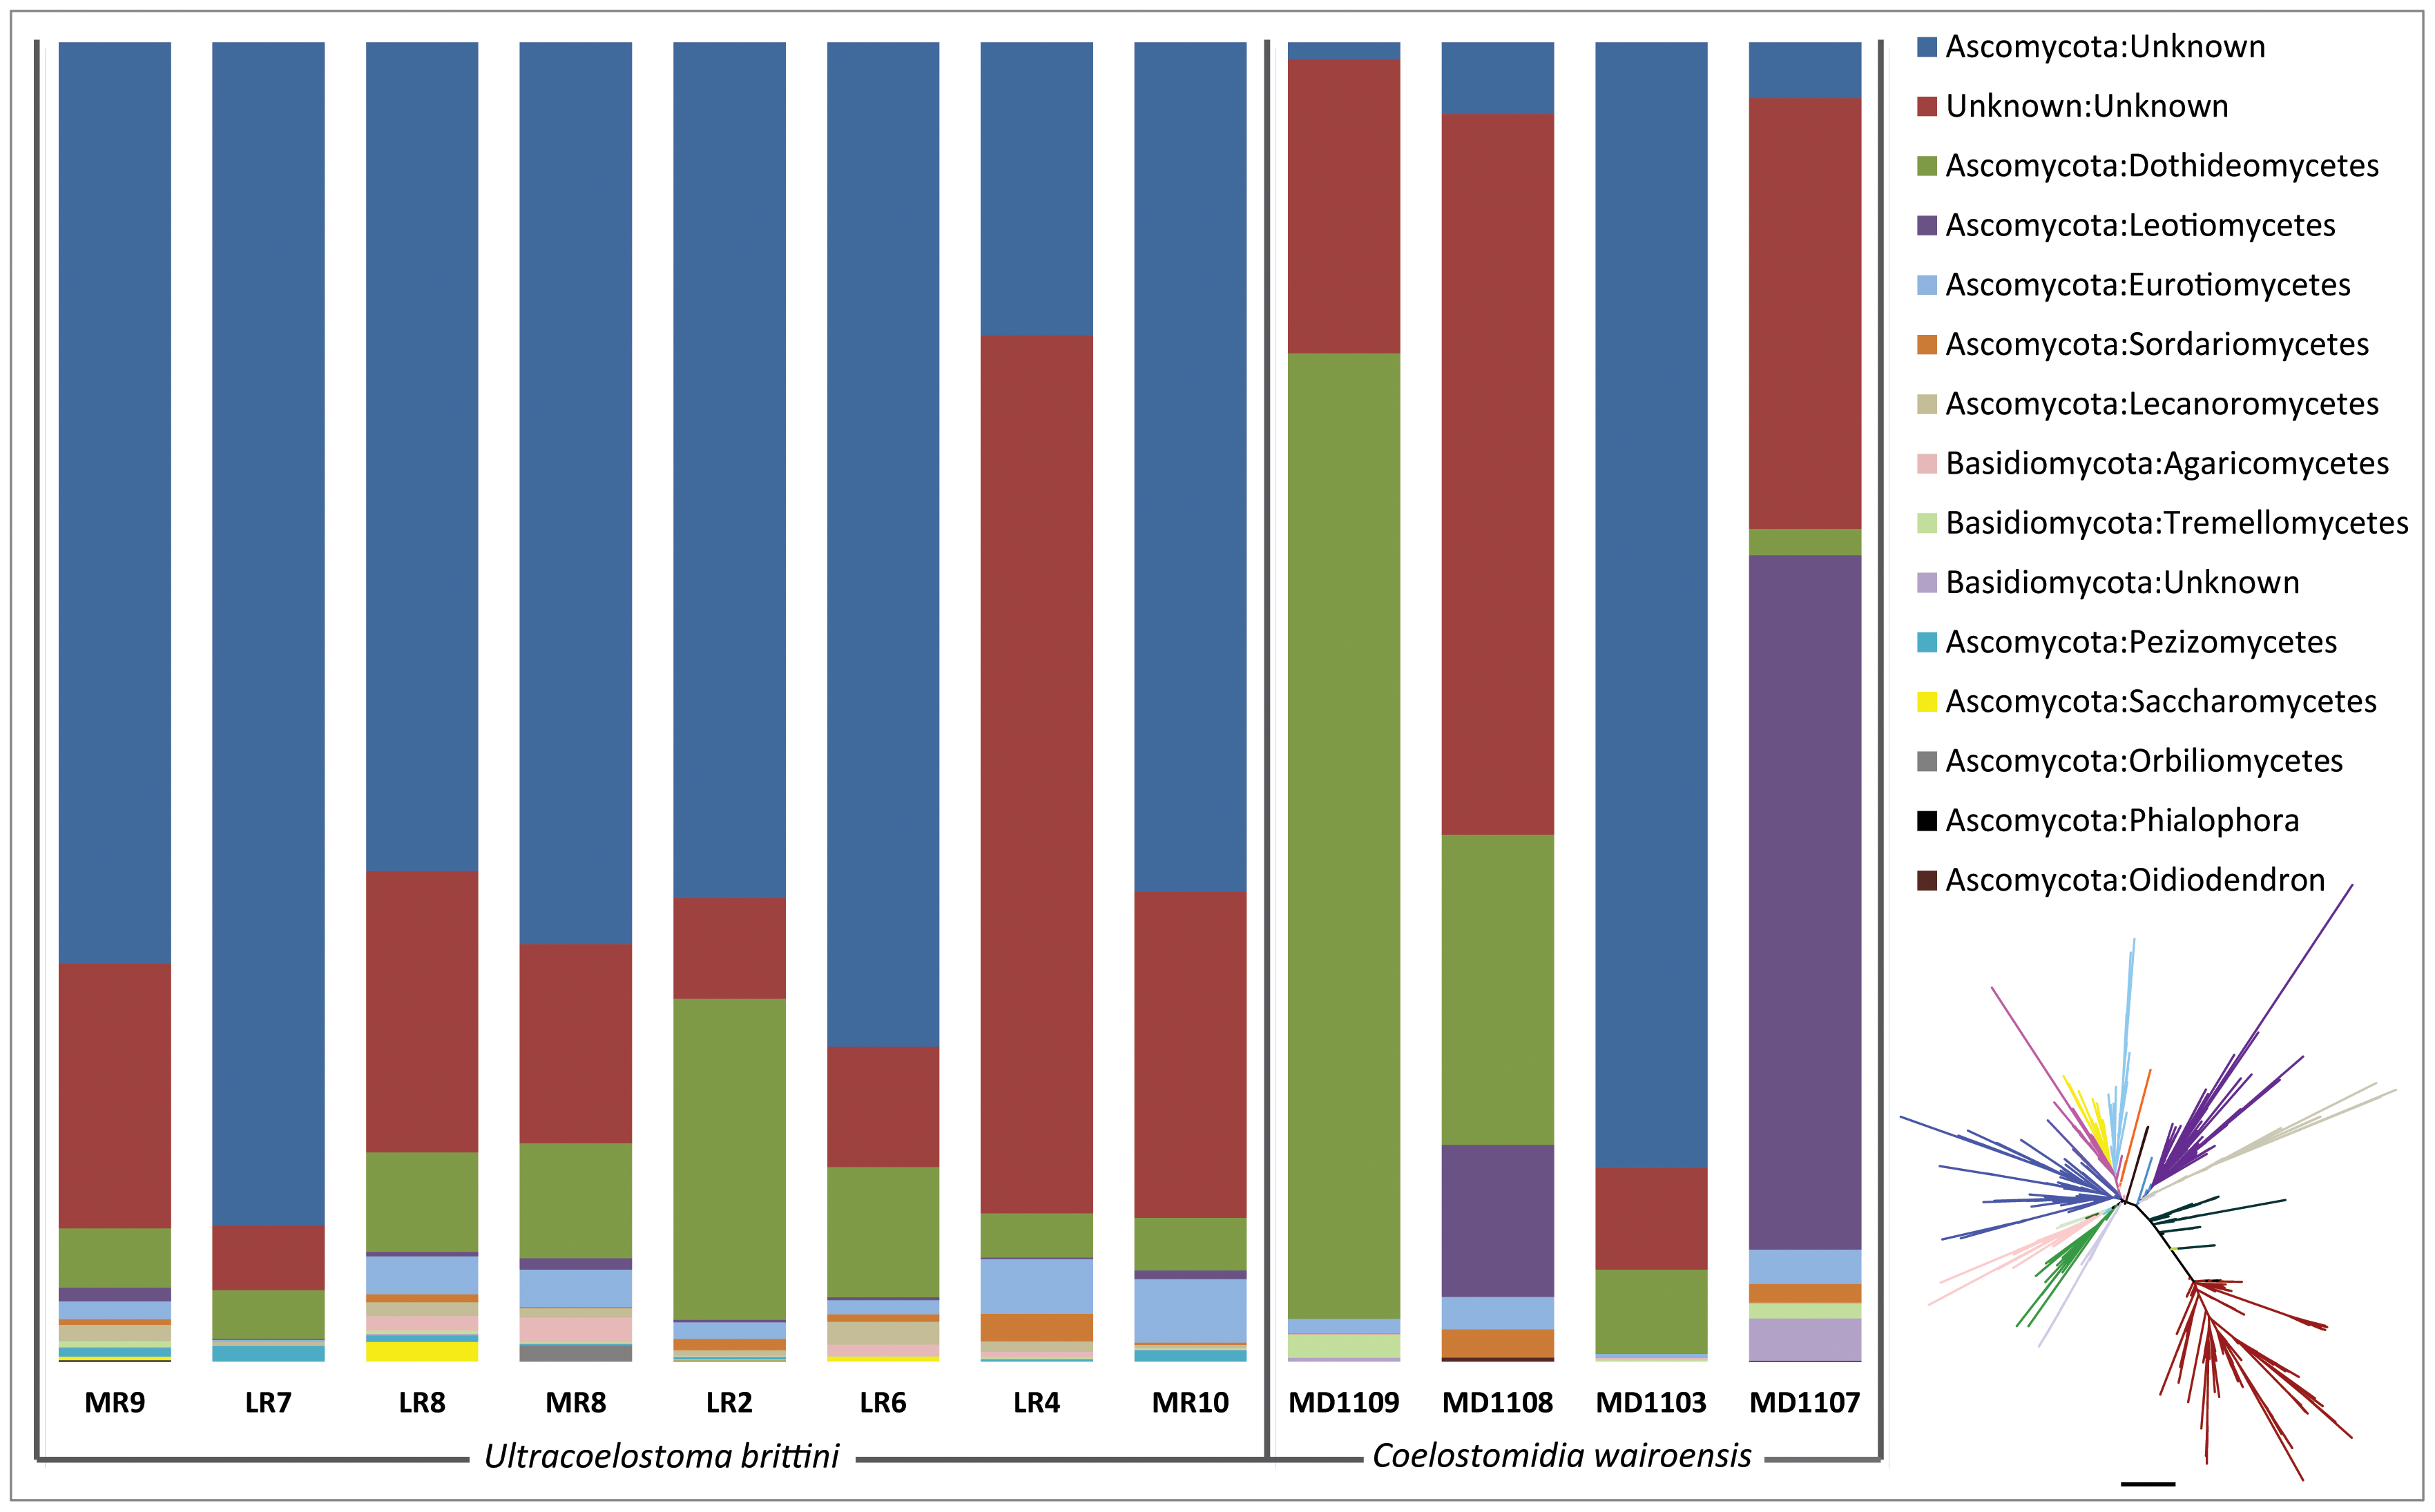 Ascomycota:Unknown
Unknown:Unknown
Ascomycota:Dothideomycetes
Ascomycota:Leotiomycetes
Ascomycota:Eurotiomycetes
Ascomycota:Sordariomycetes
Ascomycota:Lecanoromycetes
Basidiomycota:Agaricomycetes
Basidiomycota:Tremellomycetes
Basidiomycota:Unknown
Ascomycota:Pezizomycetes
Ascomycota:Saccharomycetes
Ascomycota:Orbiliomycetes
Ascomycota:Phialophora
Ascomycota:Oidiodendron
MR9 LR7 LR8 MR8 LR2 LR6 LR4 MR10 MD1109 MD1108 MD1103 MD1107
Ultracoelostoma brittini Coelostomidia wairoensis